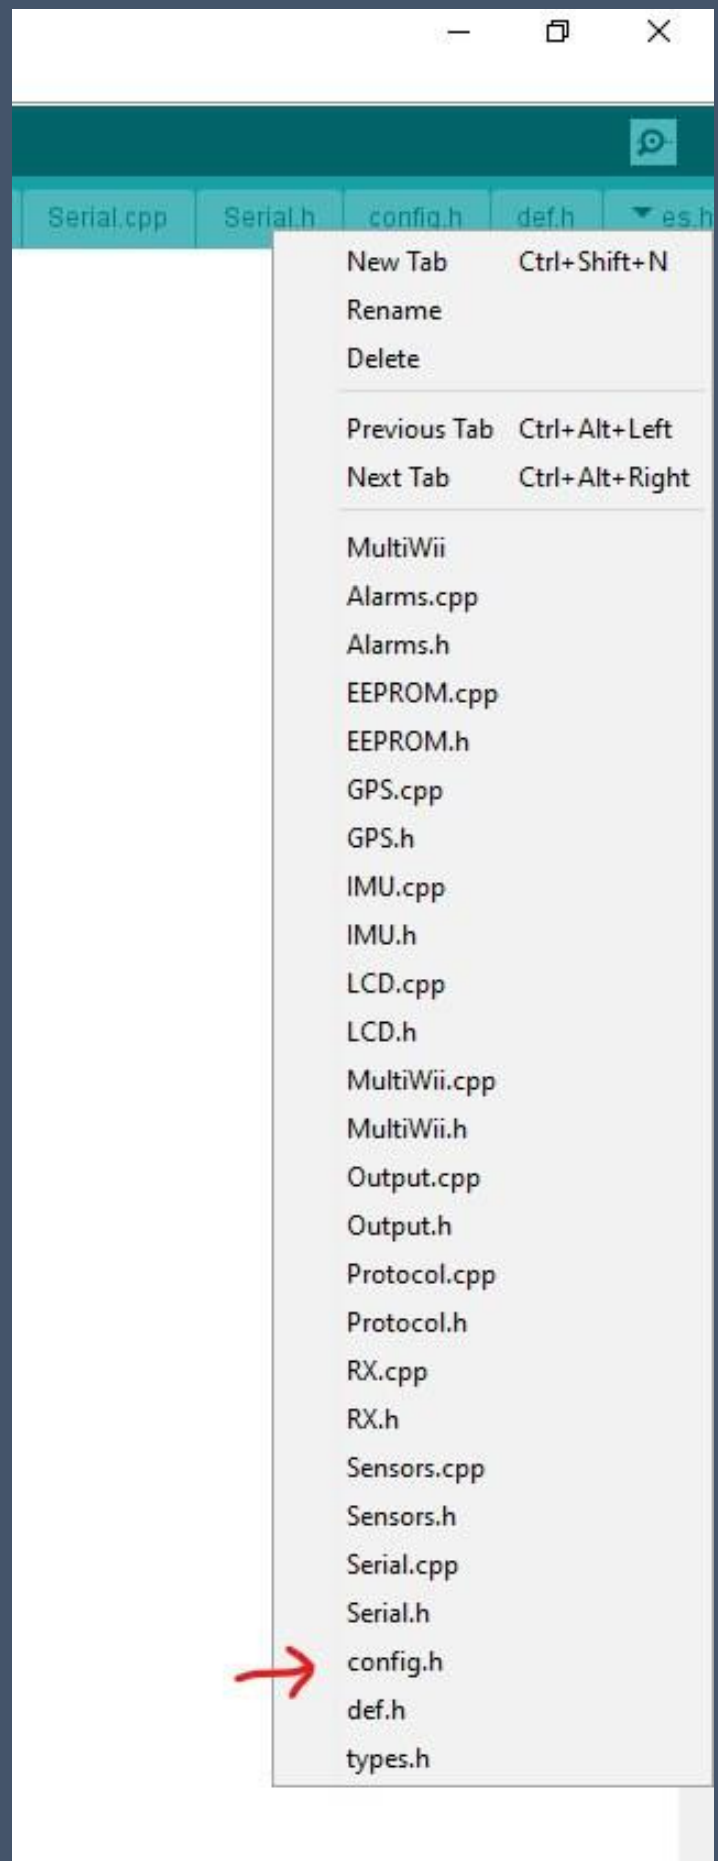 Serial.cpp Serial.h config.h def.h es.h
New Tab Ctrl+Shift+N
Rename
Delete
Previous Tab Ctrl+Alt+Left
Next Tab Ctrl+Alt+Right
MultiWii
Alarms.cpp
Alarms.h
EEPROM.cpp
EEPROM.h
GPS.cpp
GPS.h
IMU.cpp
IMU.h
LCD.cpp
LCD.h
MultiWii.cpp
MultiWii.h
Output.cpp
Output.h
Protocol.cpp
Protocol.h
RX.cpp
RX.h
Sensors.cpp
Sensors.h
Serial.cpp
Serial.h
config.h
def.h
types.h